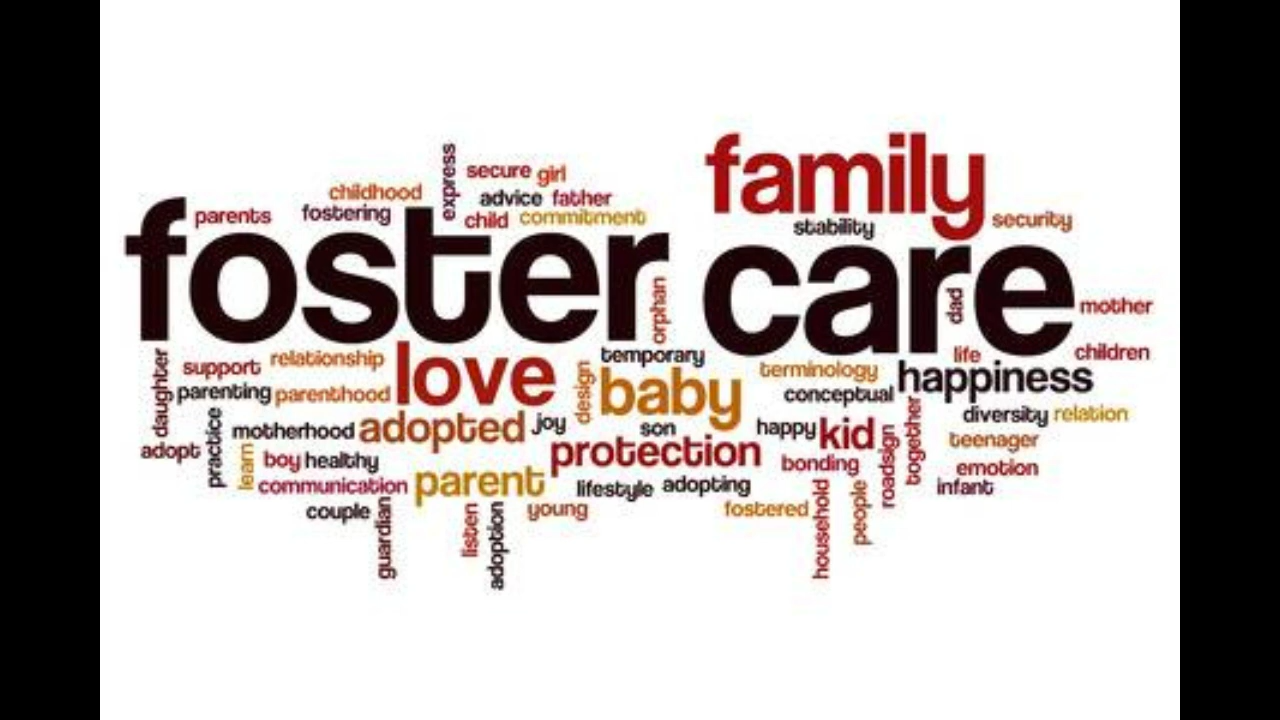 family
express
secure girl
childhood
advice father
parents
fostering
child commitment
stability
security
foster care
orphan
dad
mother
daughter
support
relationship
love
temporary
terminology
life
children
parenting
parenthood
design
baby
conceptual
happiness
practice
motherhood
adopted
joy
son
happy
kid
together
diversity
relation
adopt
learn
boy
healthy
protection
bonding
roadsign
teenager
communication
parent
lifestyle
adopting
emotion
infant
couple
guardian
listen
adoption
young
fostered
household
people